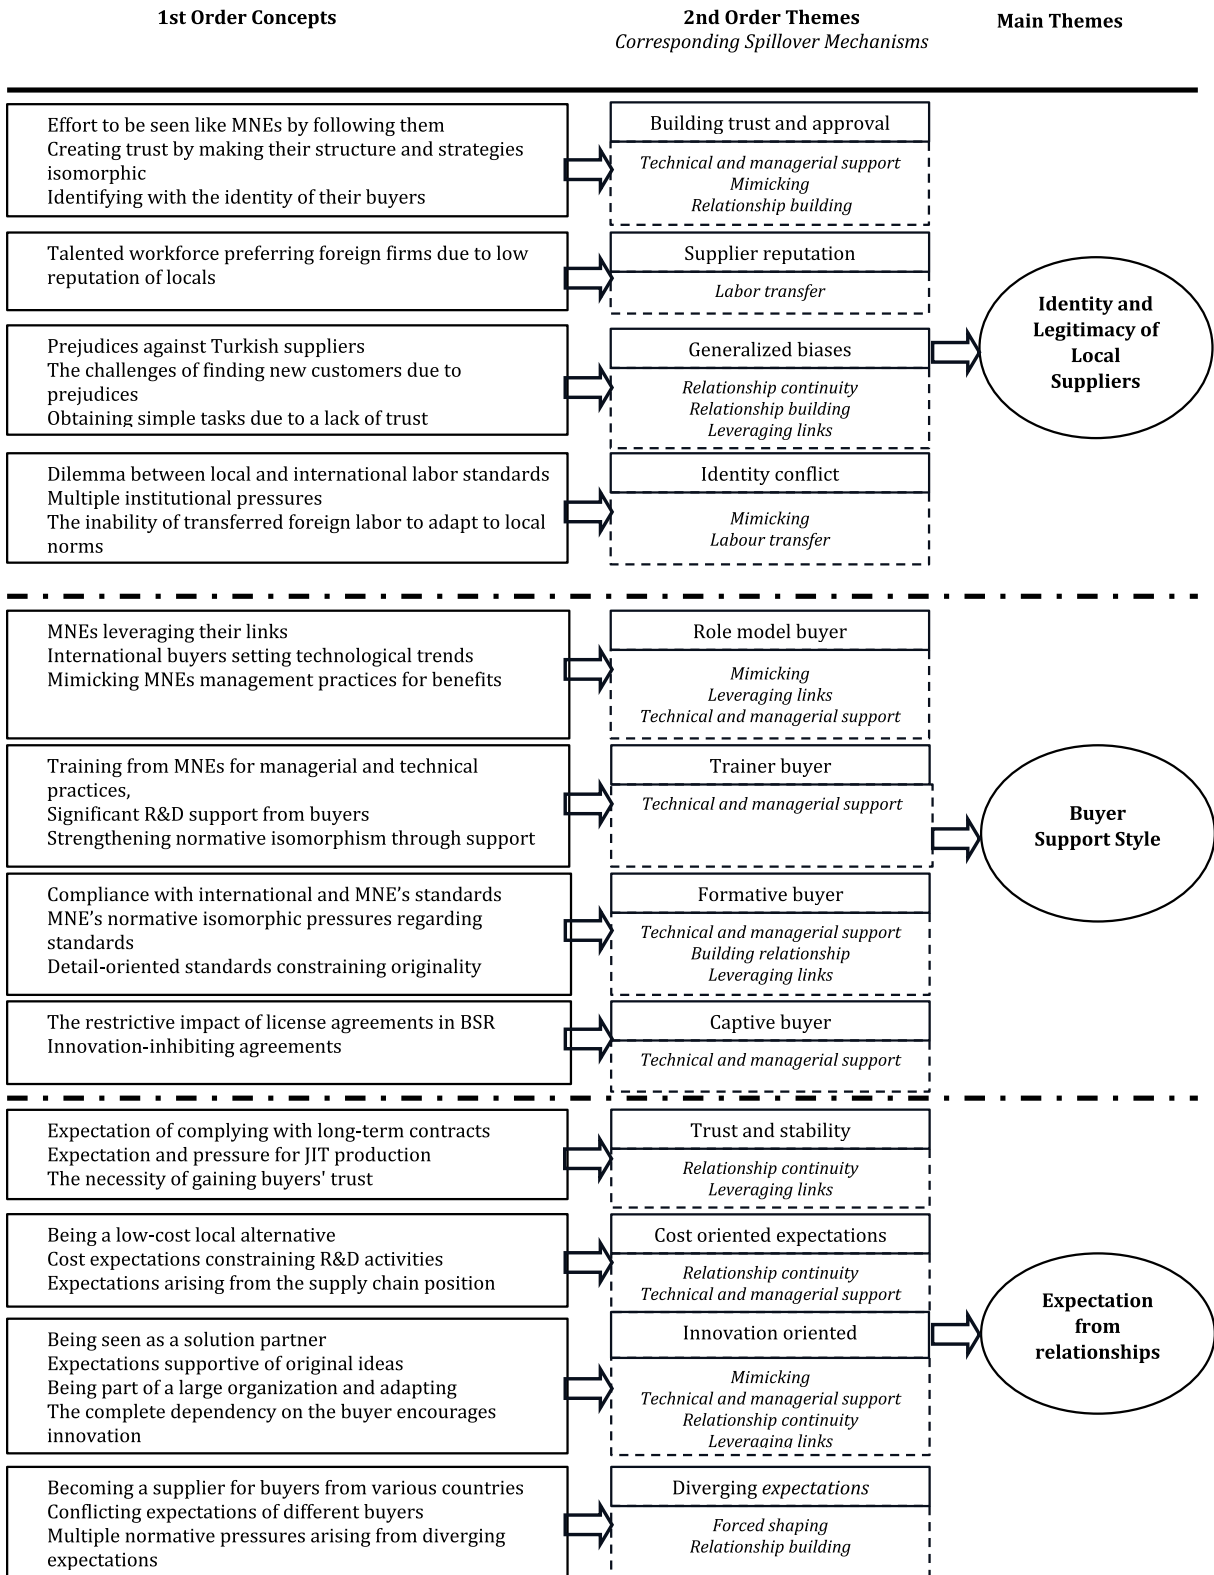 1st Order Concepts
2nd Order Themes
Corresponding Spillover Mechanisms
Main Themes
Effort to be seen like MNEs by following them
Creating trust by making their structure and strategies
isomorphic
Identifying with the identity of their buyers
Building trust and approval
Technical and managerial support
Mimicking
Relationship building
Talented workforce preferring foreign firms due to low
reputation of locals
Supplier reputation
Labor transfer
Prejudices against Turkish suppliers
The challenges of finding new customers due to
prejudices
Obtaining simple tasks due to a lack of trust
Generalized biases
Relationship continuity
Relationship building
Leveraging links
Dilemma between local and international labor standards
Multiple institutional pressures
The inability of transferred foreign labor to adapt to local
norms
Identity conflict
Mimicking
Labour transfer
Identity and
Legitimacy of
Local
Suppliers
MNEs leveraging their links
International buyers setting technological trends
Mimicking MNEs management practices for benefits
Role model buyer
Mimicking
Leveraging links
Technical and managerial support
Training from MNEs for managerial and technical
practices,
Significant R&D support from buyers
Strengthening normative isomorphism through support
Trainer buyer
Technical and managerial support
Compliance with international and MNE’s standards
MNE’s normative isomorphic pressures regarding
standards
Detail-oriented standards constraining originality
Formative buyer
Technical and managerial support
Building relationship
Leveraging links
The restrictive impact of license agreements in BSR
Innovation-inhibiting agreements
Captive buyer
Technical and managerial support
Buyer
Support Style
Expectation of complying with long-term contracts
Expectation and pressure for JIT production
The necessity of gaining buyers' trust
Trust and stability
Relationship continuity
Leveraging links
Being a low-cost local alternative
Cost expectations constraining R&D activities
Expectations arising from the supply chain position
Cost oriented expectations
Relationship continuity
Technical and managerial support
Being seen as a solution partner
Expectations supportive of original ideas
Being part of a large organization and adapting
The complete dependency on the buyer encourages
innovation
Innovation oriented
Mimicking
Technical and managerial support
Relationship continuity
Leveraging links
Becoming a supplier for buyers from various countries
Conflicting expectations of different buyers
Multiple normative pressures arising from diverging
expectations
Diverging expectations
Forced shaping
Relationship building
Expectation
from
relationships